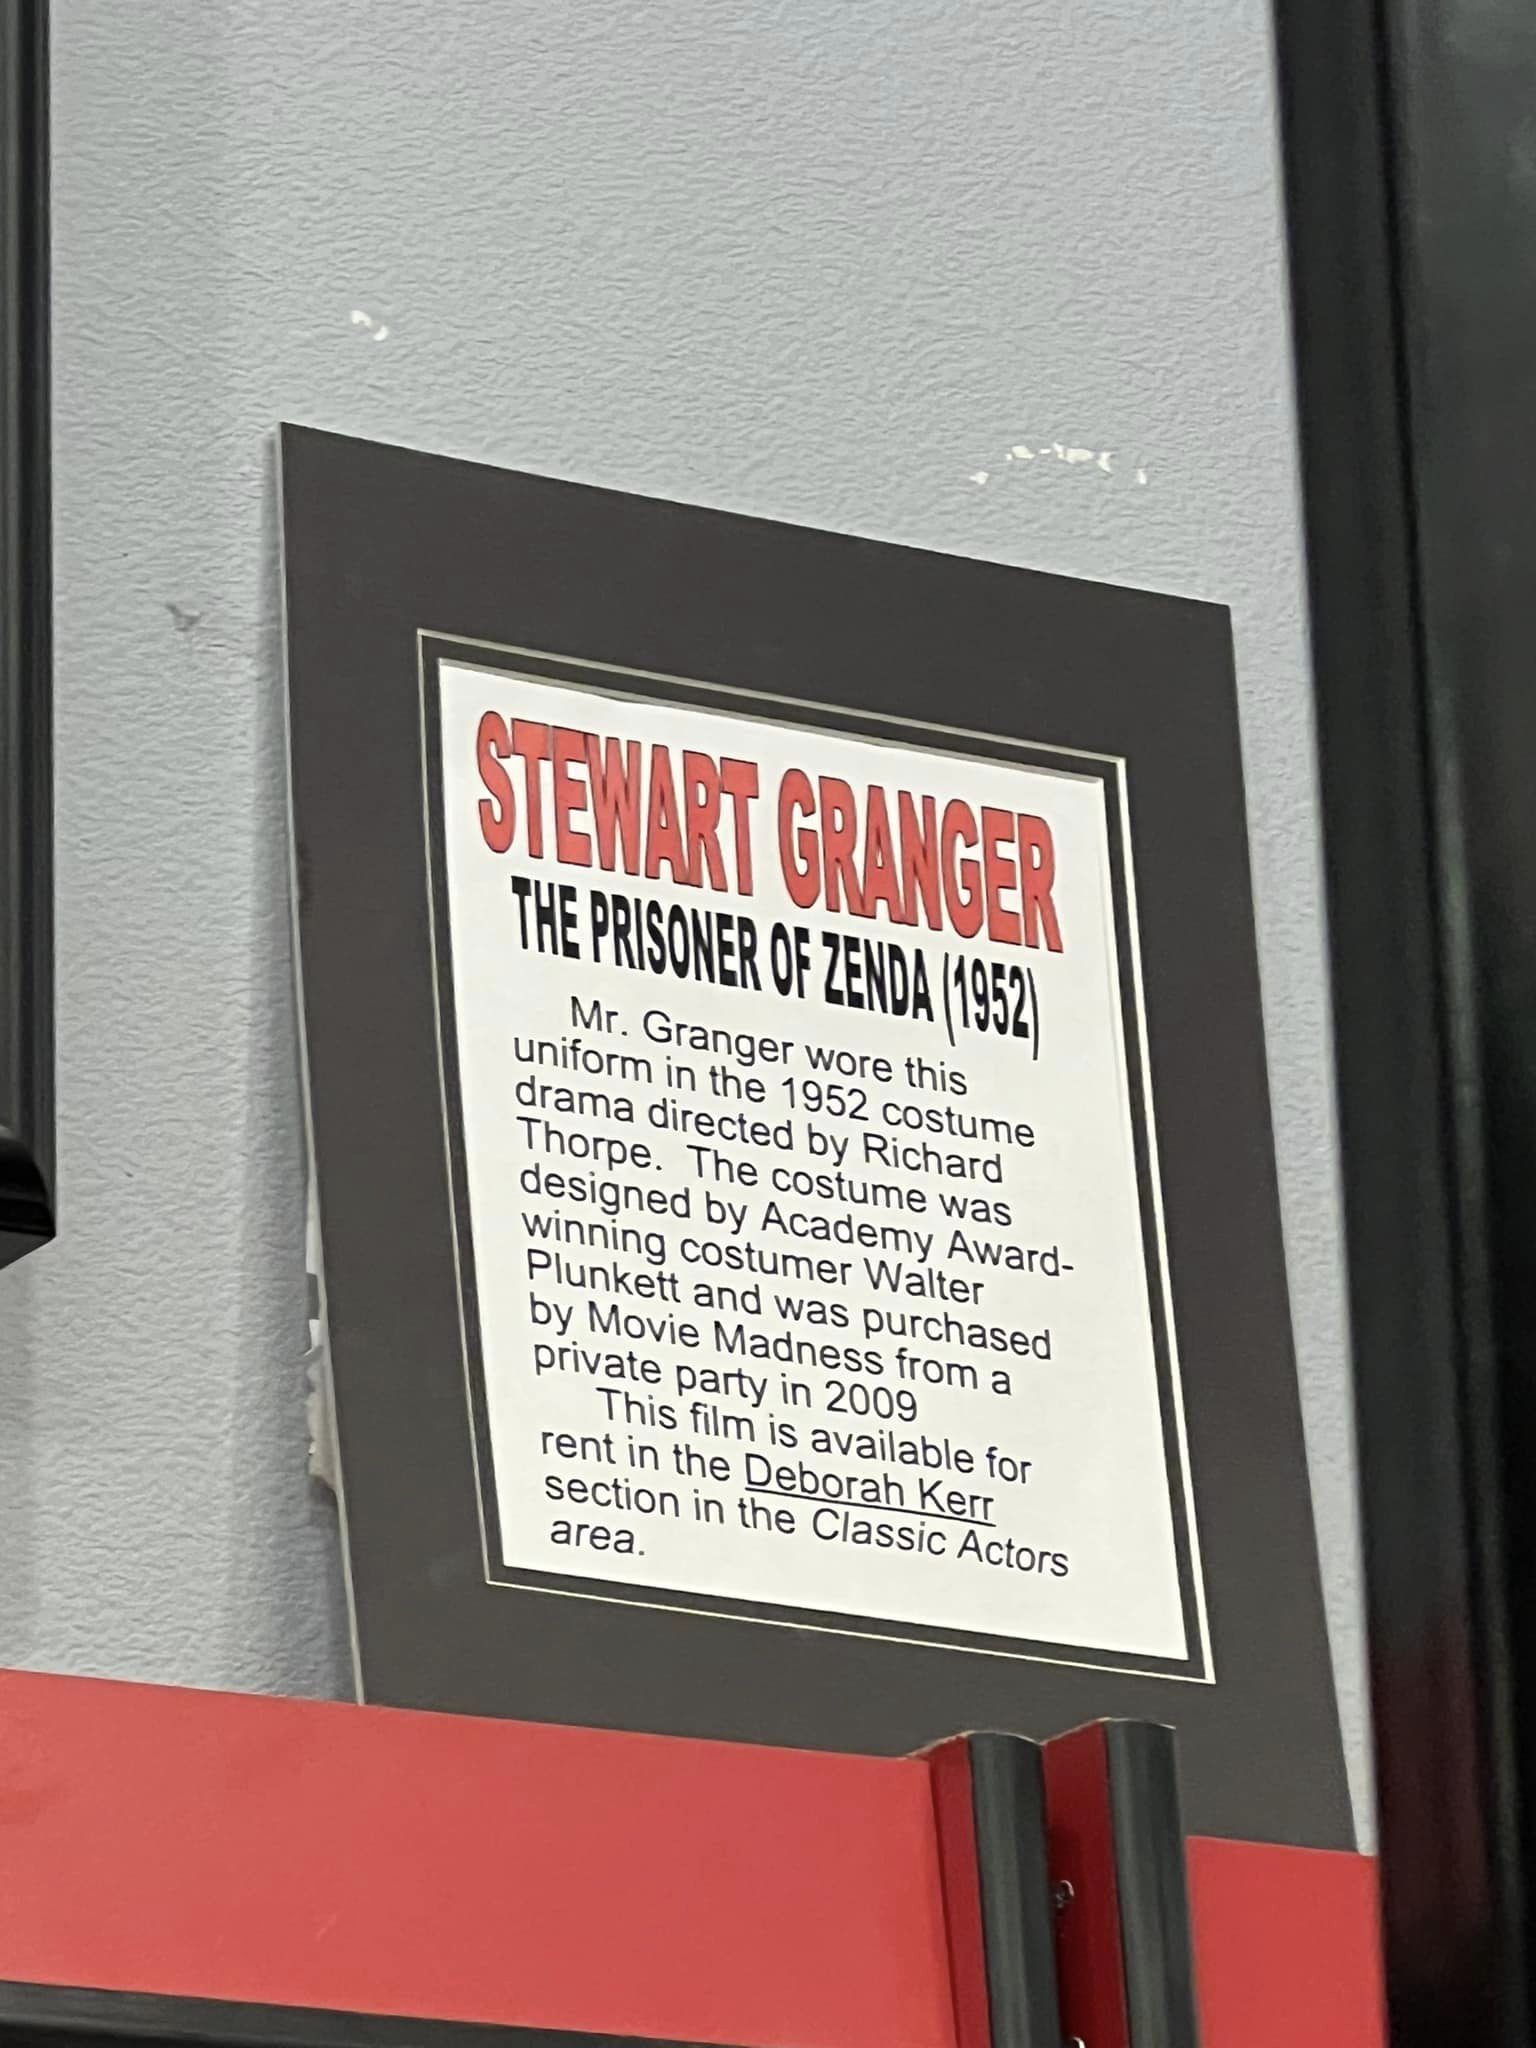 STEWART GRANGER
THE PRISONER OF ZENDA (1952)
Mr. Granger wore this
uniform in the 1952 costume
drama directed by Richard
Thorpe. The costume was
designed by Academy Award-
winning costumer Walter
Plunkett and was purchased
by Movie Madness from a
private party in 2009
This film is available for
rent in the Deborah Kerr
section in the Classic Actors
area.